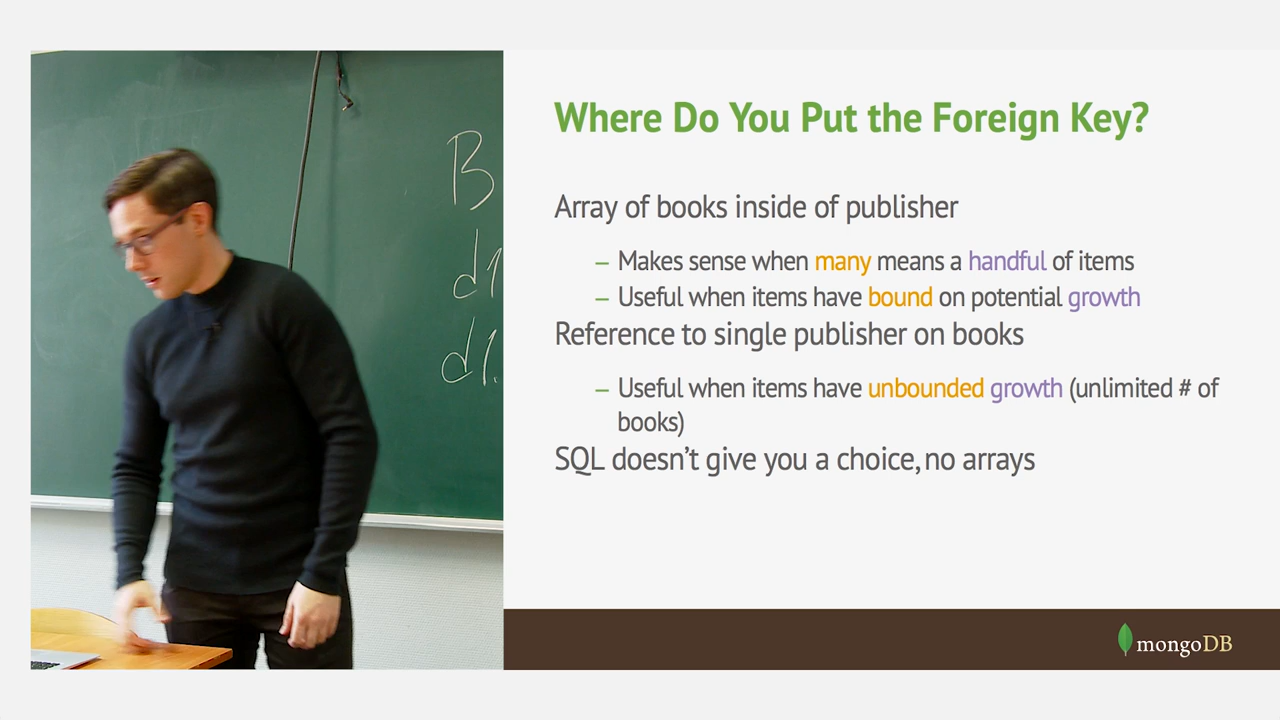 B
d1
d1.
Where Do You Put the Foreign Key?
Array of books inside of publisher
– Makes sense when many means a handful of items
– Useful when items have bound on potential growth
Reference to single publisher on books
– Useful when items have unbounded growth (unlimited # of
books)
SQL doesn’t give you a choice, no arrays
mongoDB